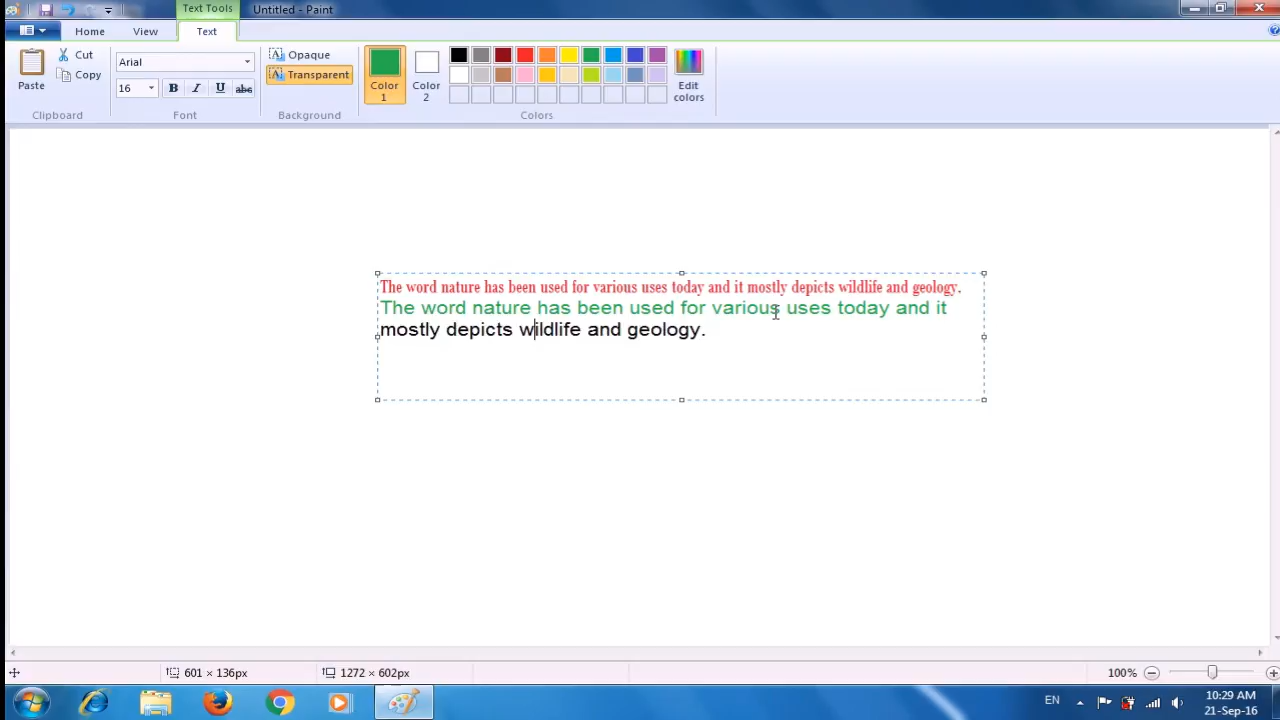 Text Tools
Untitled - Paint
Home
View
Text
Paste
Cut
Copy
Clipboard
Arial
16
B
I
U
abc
Font
Opaque
Transparent
Background
Color
1
Color
2
Edit
colors
Colors
The word nature has been used for various uses today and it mostly depicts wildlife and geology.
The word nature has been used for various uses today and it
mostly depicts wildlife and geology.
601 × 136px
1272 × 602px
100%
EN
10:29 AM
21-Sep-16